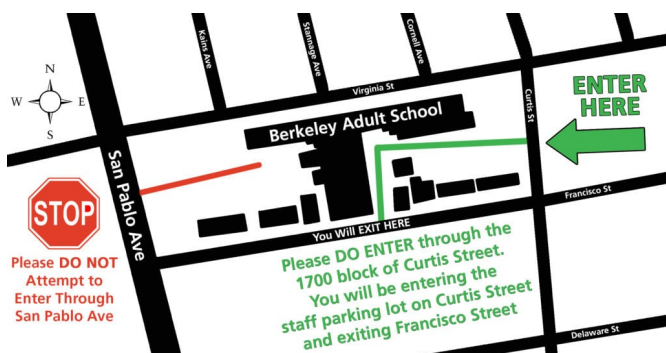 Kains Ave
Stannage Ave
Cornell Ave
Virginia St
N
W E
S
Berkeley Adult School
Curtis St
ENTER
HERE
San Pablo Ave
STOP
Please DO NOT
Attempt to
Enter Through
San Pablo Ave
Francisco St
You Will EXIT HERE
Please DO ENTER through the
1700 block of Curtis Street.
You will be entering the
staff parking lot on Curtis Street
and exiting Francisco Street
Delaware St